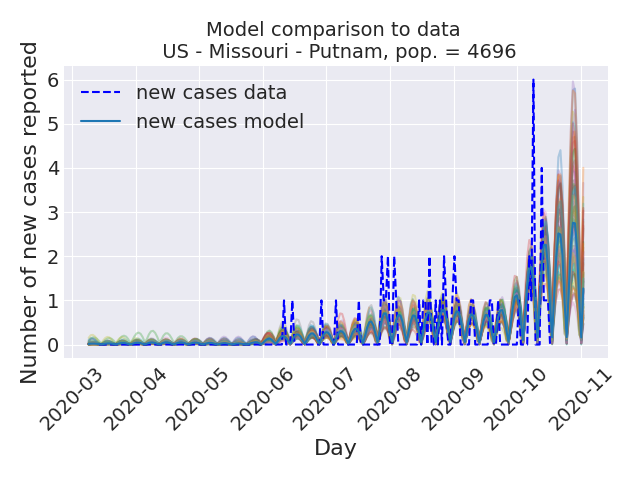 Model comparison to data
US - Missouri - Putnam, pop. = 4696
Number of new cases reported
6
5
4
3
2
1
0
new cases data
new cases model
2020-03
2020-04
2020-05
2020-06
2020-07
2020-08
2020-09
2020-10
2020-11
Day